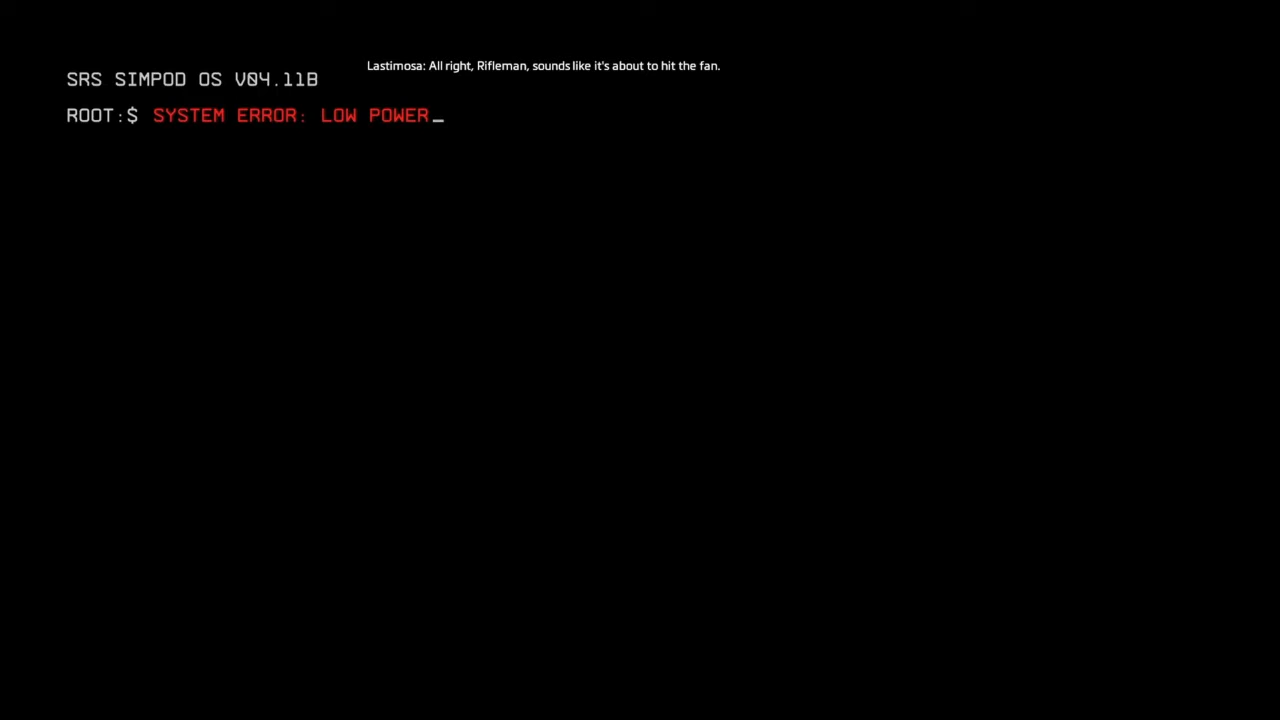 Lastimosa: All right, Rifleman, sounds like it's about to hit the fan.
SRS SIMPOD OS V04.11B
ROOT:$ SYSTEM ERROR: LOW POWER_